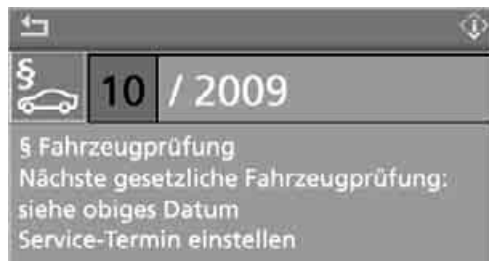 §
10 / 2009
§ Fahrzeugprüfung
Nächste gesetzliche Fahrzeugprüfung:
siehe obiges Datum
Service-Termin einstellen